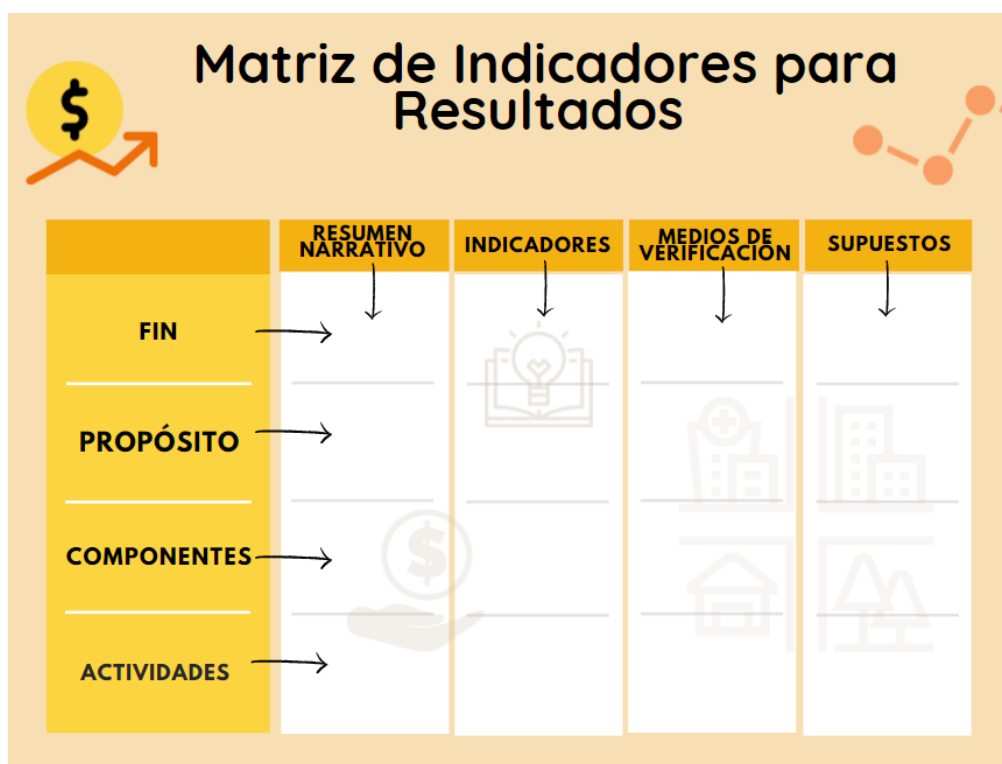 Matriz de Indicadores para
Resultados
$
RESUMEN
NARRATIVO
INDICADORES
MEDIOS DE
VERIFICACIÓN
SUPUESTOS
FIN
PROPÓSITO
COMPONENTES
$
ACTIVIDADES